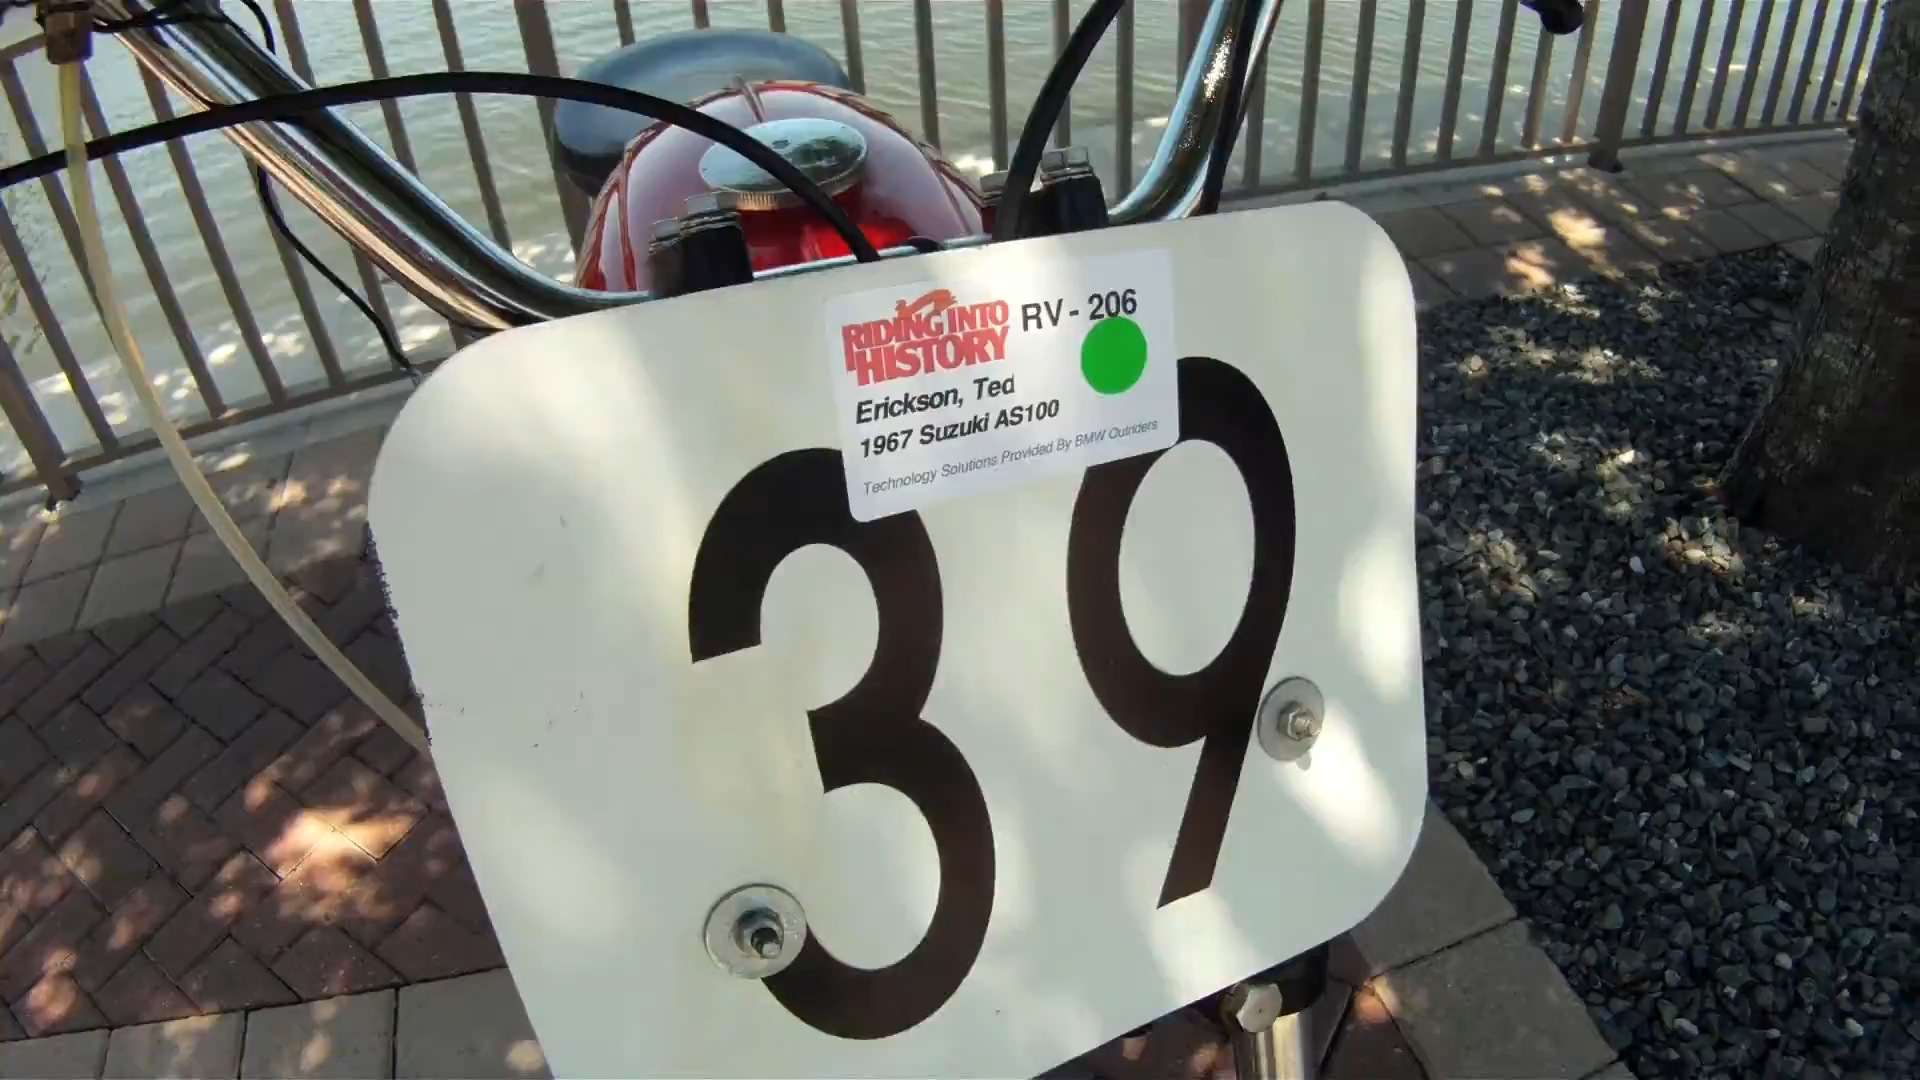 RIDING INTO
HISTORY
RV - 206
Erickson, Ted
1967 Suzuki AS100
Technology Solutions Provided By BMW Outriders
39